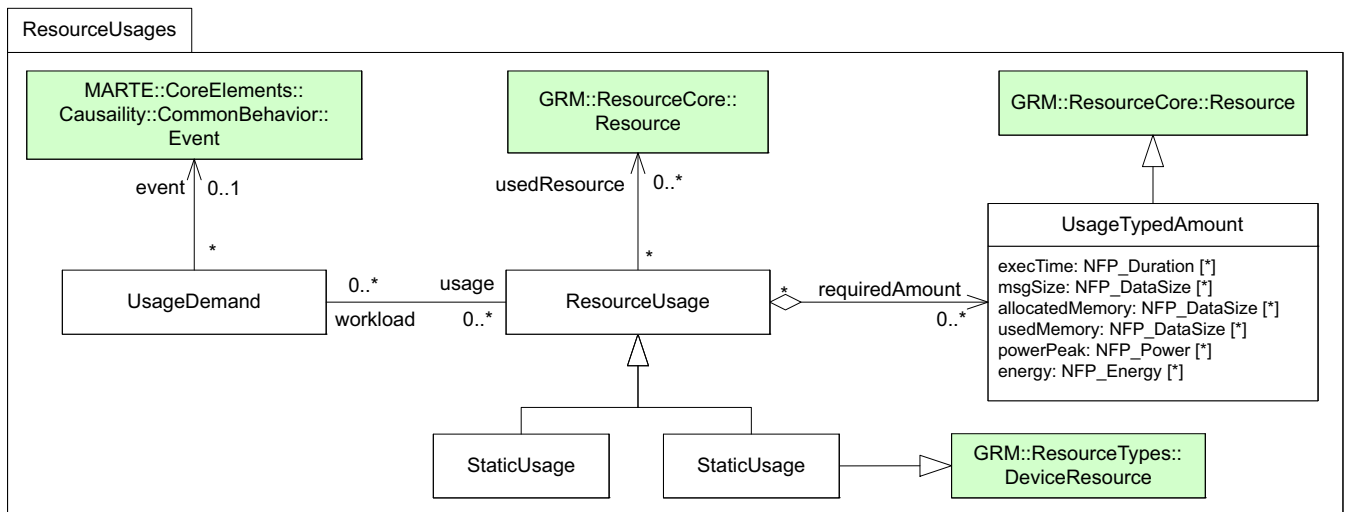 ResourceUsages
MARTE::CoreElements::
Causaility::CommonBehavior::
Event
GRM::ResourceCore::
Resource
GRM::ResourceCore::Resource
event
0..1
*
usedResource
0..*
*
UsageDemand
0..*
workload
usage
0..*
ResourceUsage
*
requiredAmount
0..*
UsageTypedAmount
execTime: NFP_Duration [*]
msgSize: NFP_DataSize [*]
allocatedMemory: NFP_DataSize [*]
usedMemory: NFP_DataSize [*]
powerPeak: NFP_Power [*]
energy: NFP_Energy [*]
StaticUsage
StaticUsage
GRM::ResourceTypes::
DeviceResource